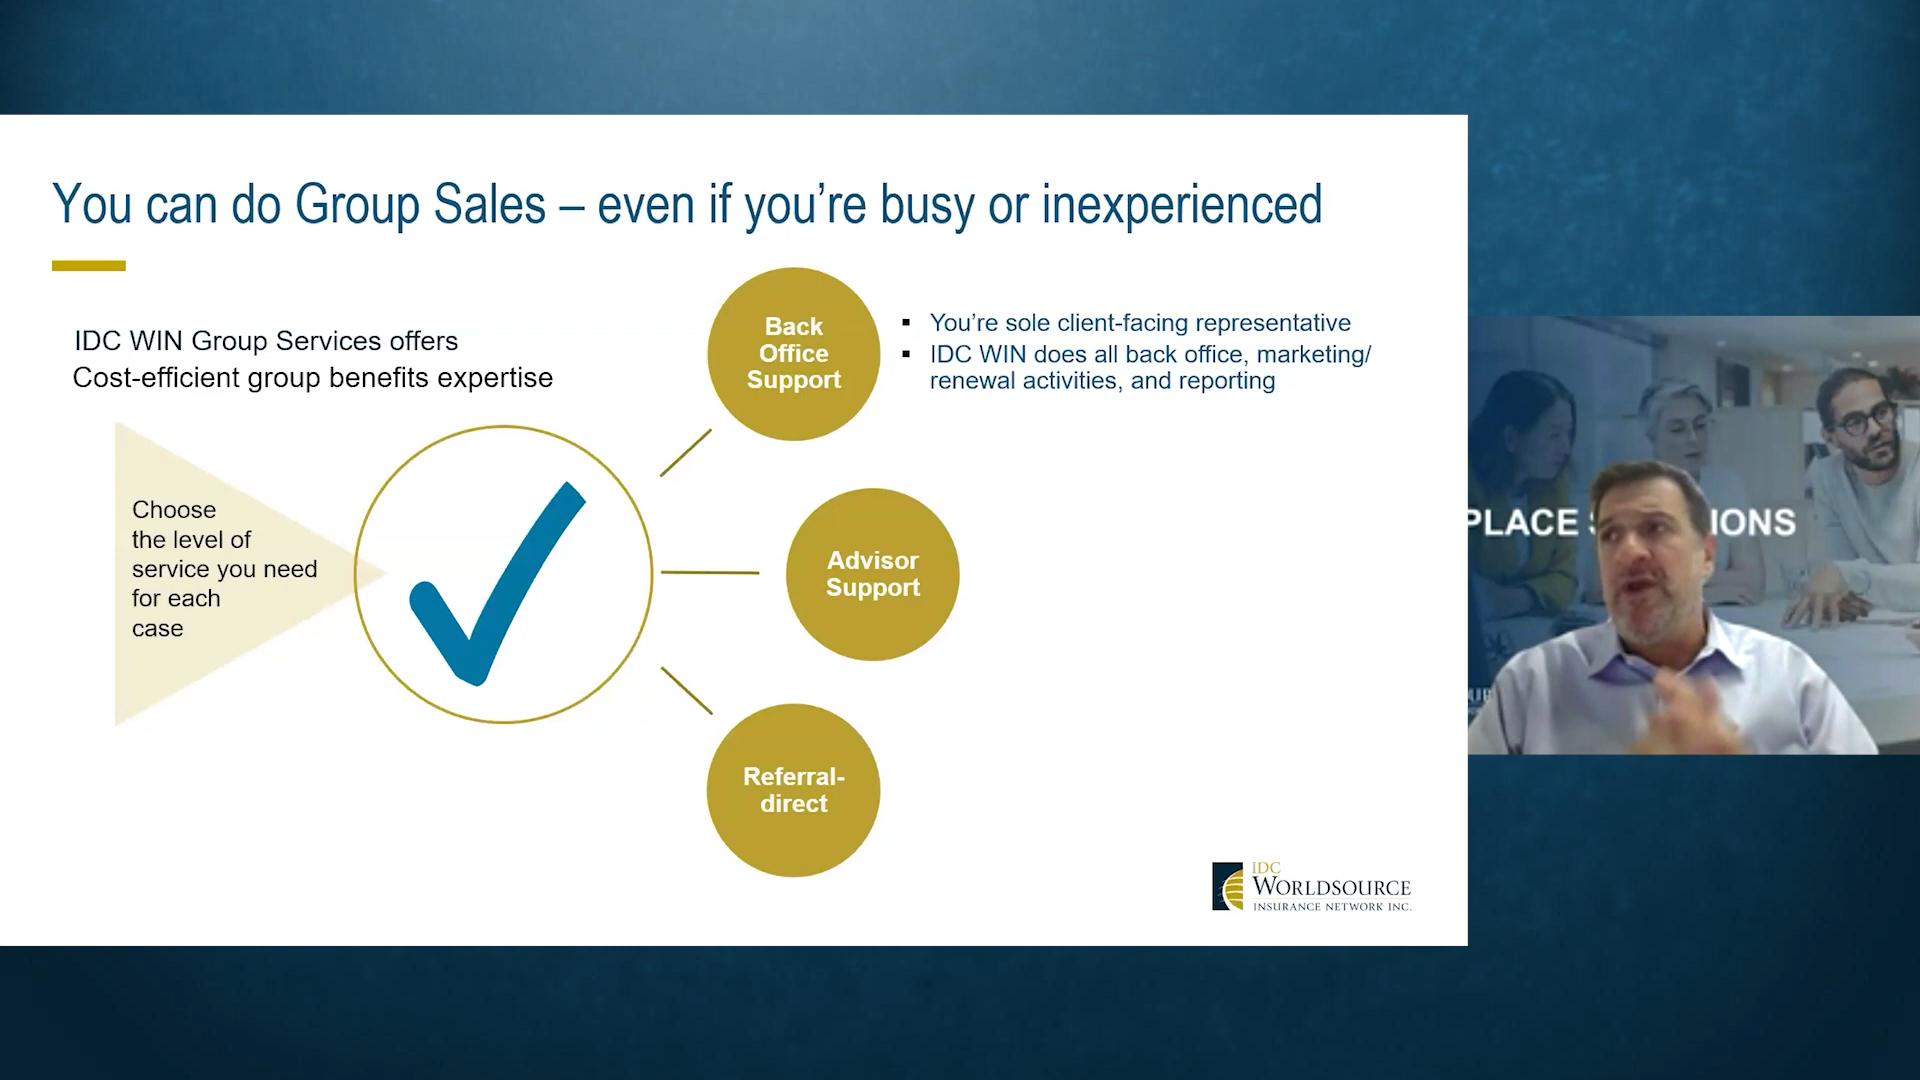 You can do Group Sales – even if you’re busy or inexperienced
IDC WIN Group Services offers
Cost-efficient group benefits expertise
Choose
the level of
service you need
for each
case
Back
Office
Support
▪ You’re sole client-facing representative
▪ IDC WIN does all back office, marketing/
renewal activities, and reporting
Advisor
Support
Referral-
direct
IDC
WORLDSOURCE
INSURANCE NETWORK INC.
PLACE
IONS